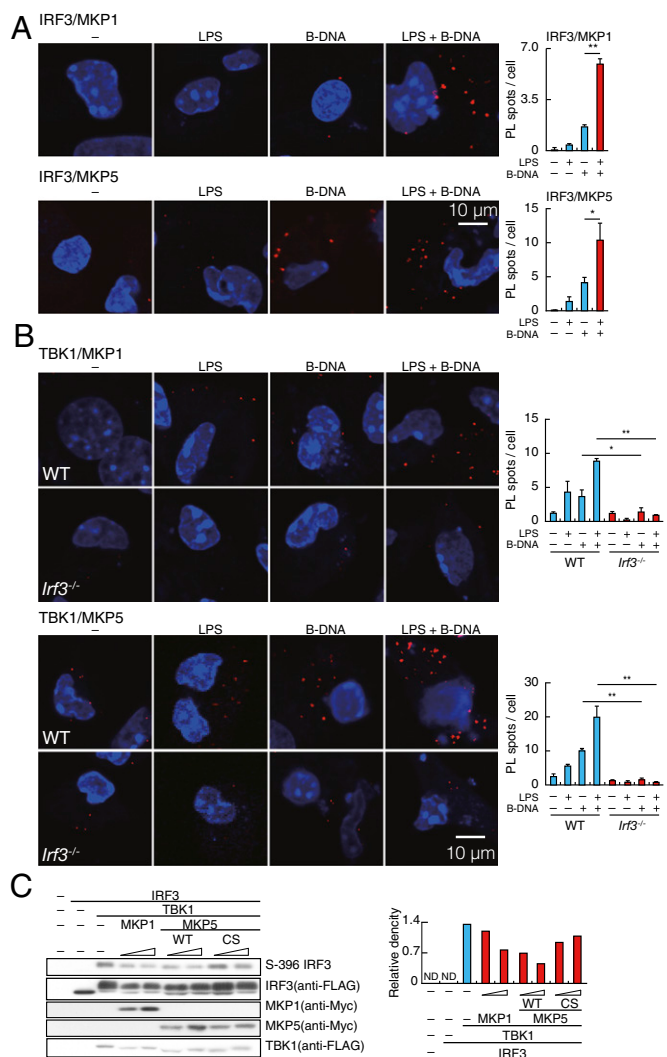 A
IRF3/MKP1
– LPS B-DNA LPS + B-DNA
IRF3/MKP1
PL spots / cell
7.0
3.5
0
**
LPS – + – +
B-DNA – – + +
IRF3/MKP5
– LPS B-DNA LPS + B-DNA
10 µm
IRF3/MKP5
PL spots / cell
15
10
5
0
*
LPS – + – +
B-DNA – – + +
B
TBK1/MKP1
– LPS B-DNA LPS + B-DNA
WT
Irf3-/-
PL spots / cell
15
10
5
0
**
*
LPS – + – + – + – +
B-DNA – – + + – – + +
WT Irf3-/-
TBK1/MKP5
– LPS B-DNA LPS + B-DNA
WT
Irf3-/-
10 µm
PL spots / cell
30
20
10
0
**
**
LPS – + – + – + – +
B-DNA – – + + – – + +
WT Irf3-/-
C
– IRF3
– – TBK1
– – – MKP1 MKP5
WT CS
– – –
S-396 IRF3
IRF3(anti-FLAG)
MKP1(anti-Myc)
MKP5(anti-Myc)
TBK1(anti-FLAG)
Relative dencity
1.4
0.7
0
ND ND
– – –
WT CS
– – – MKP1 MKP5
– – TBK1
– IRF3